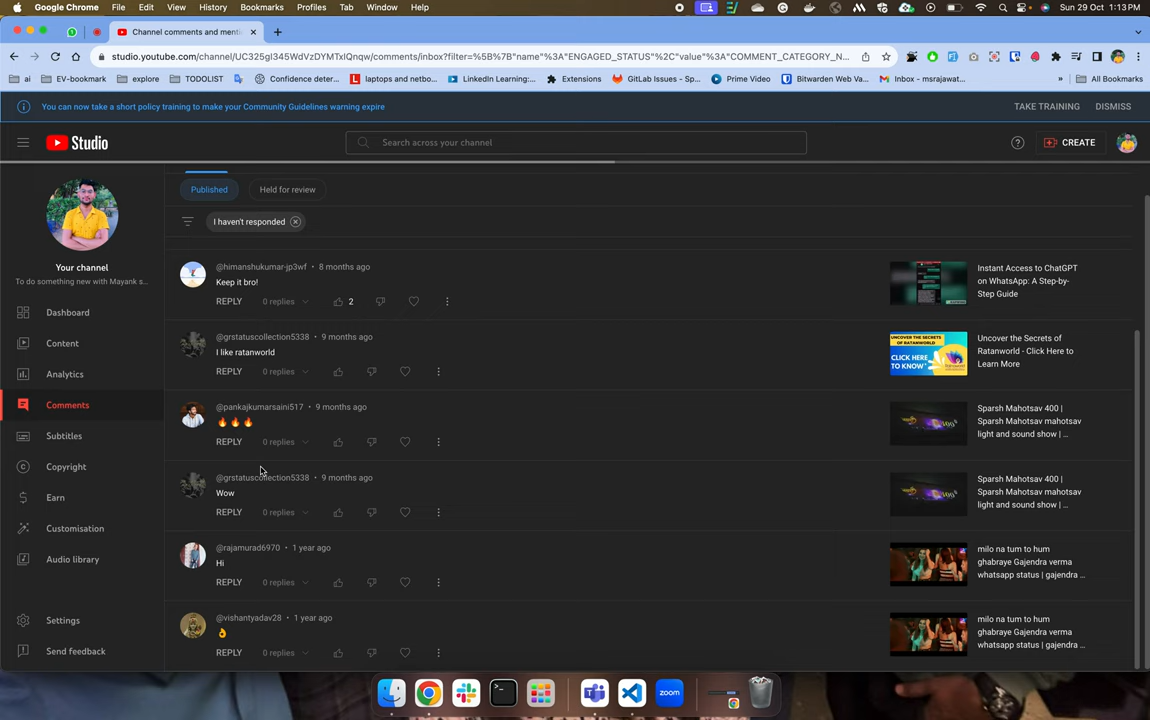 Google Chrome File Edit View History Bookmarks Profiles Tab Window Help Sun 29 Oct 1:13 PM
Channel comments and menti
studio.youtube.com/channel/UC325gI345WdVzDYMTxIQnqw/comments/inbox?filter=%5B%7B"name"%3A"ENGAGED_STATUS"%2C"value"%3A"COMMENT_CATEGORY_N...
ai EV-bookmark explore TODOLIST Confidence deter... laptops and netbo... LinkedIn Learning:... Extensions GitLab Issues - Sp... Prime Video Bitwarden Web Va... Inbox - msrajawat... » All Bookmarks
You can now take a short policy training to make your Community Guidelines warning expire TAKE TRAINING DISMISS
Studio Search across your channel CREATE
Published Held for review
I haven't responded
Your channel
To do something new with Mayank s...
Dashboard
Content
Analytics
Comments
Subtitles
Copyright
Earn
Customisation
Audio library
Settings
Send feedback
@himanshukumar-jp3wf • 8 months ago
Keep it bro!
REPLY 0 replies 2
Instant Access to ChatGPT
on WhatsApp: A Step-by-
Step Guide
@grstatuscollection5338 • 9 months ago
I like ratanworld
REPLY 0 replies
UNCOVER THE SECRETS
OF RATANWORLD
CLICK HERE
TO KNOW
Uncover the Secrets of
Ratanworld - Click Here to
Learn More
@pankajkumarsaini517 • 9 months ago
🔥🔥🔥
REPLY 0 replies
Sparsh Mahotsav 400 |
Sparsh Mahotsav mahotsav
light and sound show | ...
@grstatuscollection5338 • 9 months ago
Wow
REPLY 0 replies
Sparsh Mahotsav 400 |
Sparsh Mahotsav mahotsav
light and sound show | ...
@rajamurad6970 • 1 year ago
Hi
REPLY 0 replies
milo na tum to hum
ghabraye Gajendra verma
whatsapp status | gajendra ...
@vishantyadav28 • 1 year ago
👌
REPLY 0 replies
milo na tum to hum
ghabraye Gajendra verma
whatsapp status | gajendra ...
zoom